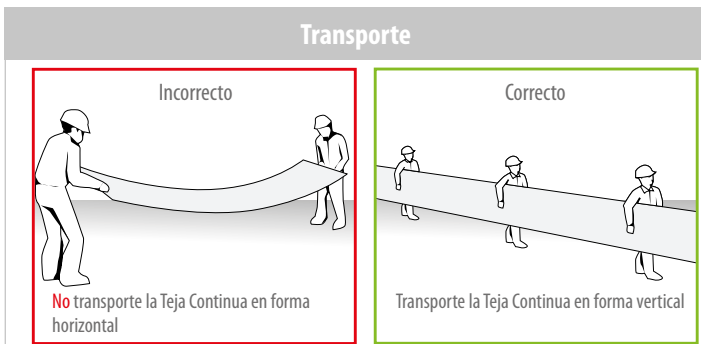 Transporte
Incorrecto
No transporte la Teja Continua en forma
horizontal
Correcto
Transporte la Teja Continua en forma vertical